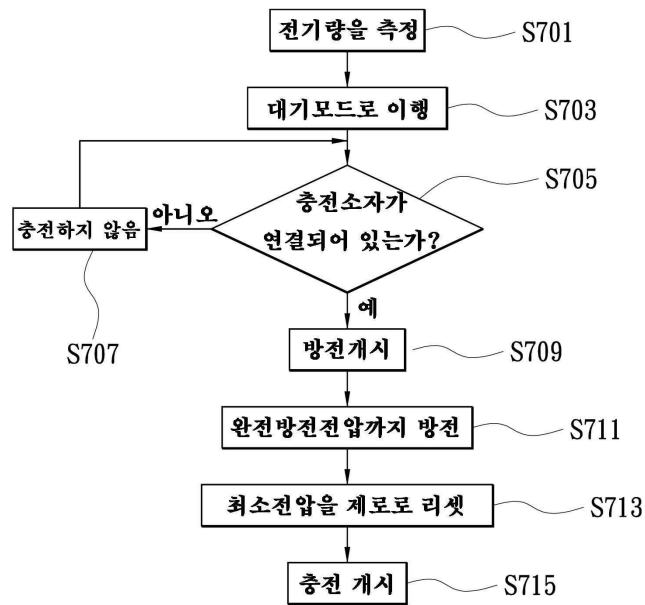 전기량을 측정
S701
대기모드로 이행
S703
충전소자가
연결되어 있는가?
S705
아니오
충전하지 않음
S707
예
방전개시
S709
완전방전전압까지 방전
S711
최소전압을 제로로 리셋
S713
충전 개시
S715